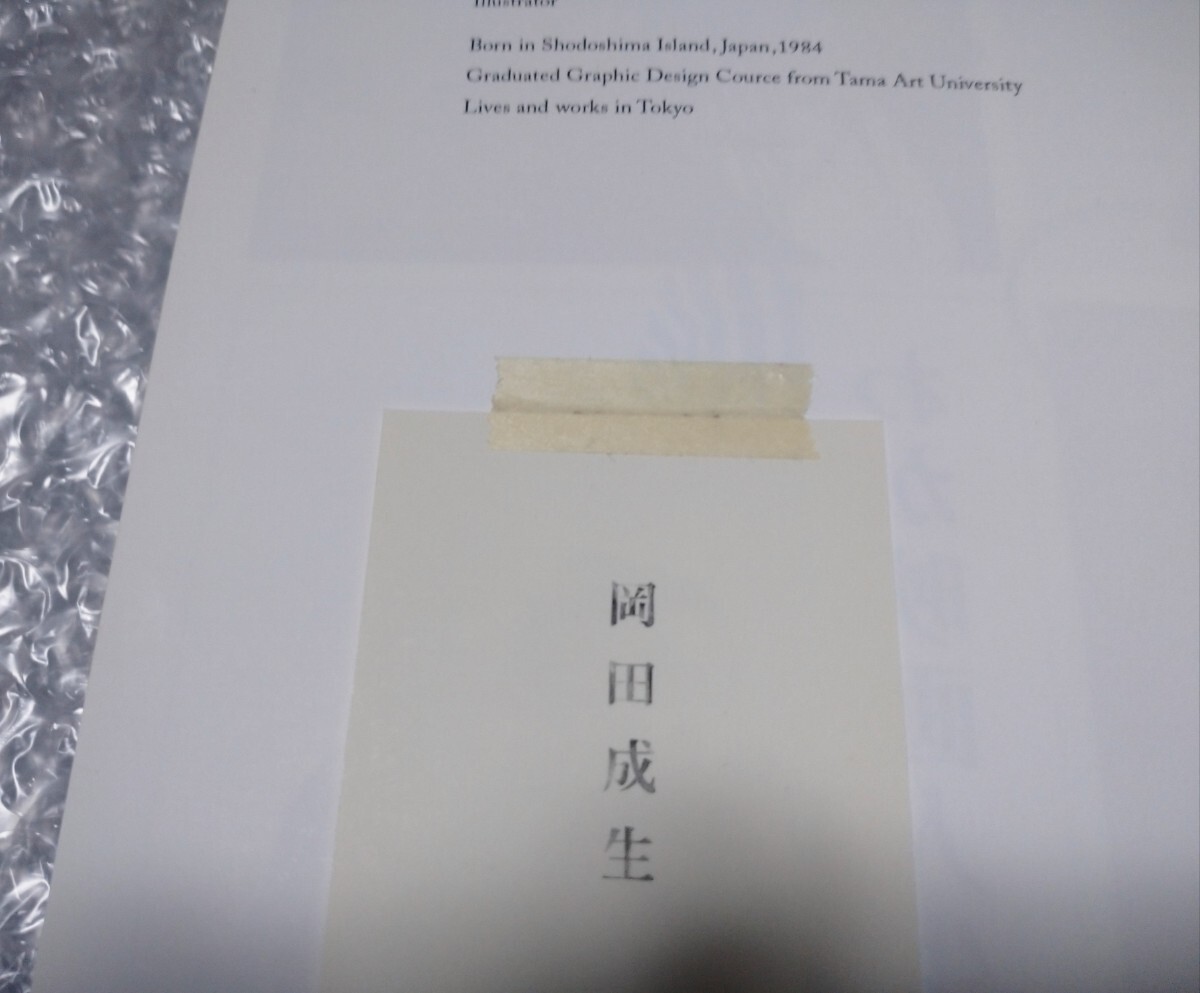 Illustrator
Born in Shodoshima Island, Japan, 1984
Graduated Graphic Design Cource from Tama Art University
Lives and works in Tokyo
岡田成生